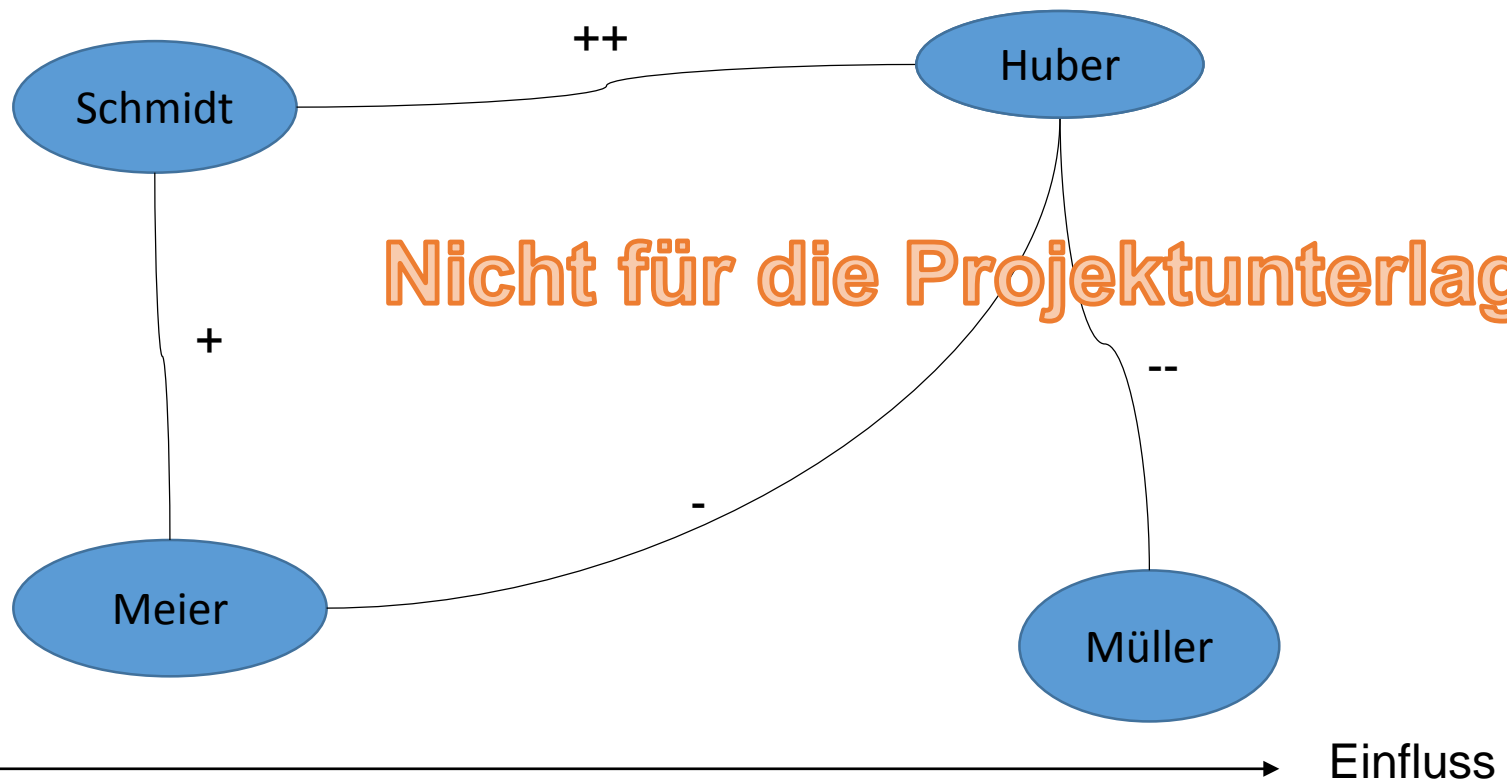 ++
Schmidt
Huber
Nicht für die Projektunterlag
+
--
-
Meier
Müller
Einfluss